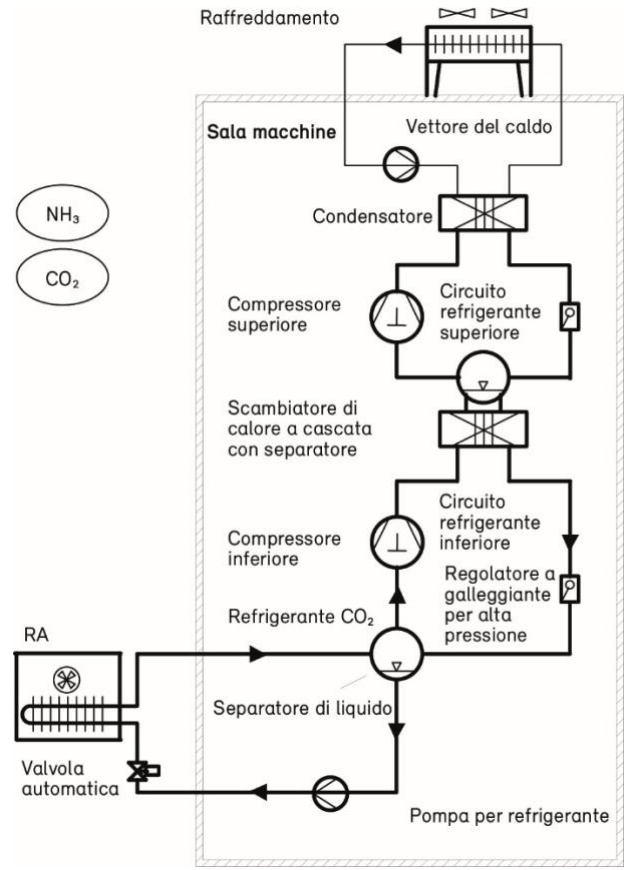 Raffreddamento
Vettore del caldo
Sala macchine
NH₃
Condensatore
CO₂
Compressore
superiore
Circuito
refrigerante
superiore
Scambiatore di
calore a cascata
con separatore
Circuito
refrigerante
inferiore
Compressore
inferiore
Regolatore a
galleggiante
per alta
pressione
Refrigerante CO₂
RA
Separatore di liquido
Valvola
automatica
Pompa per refrigerante